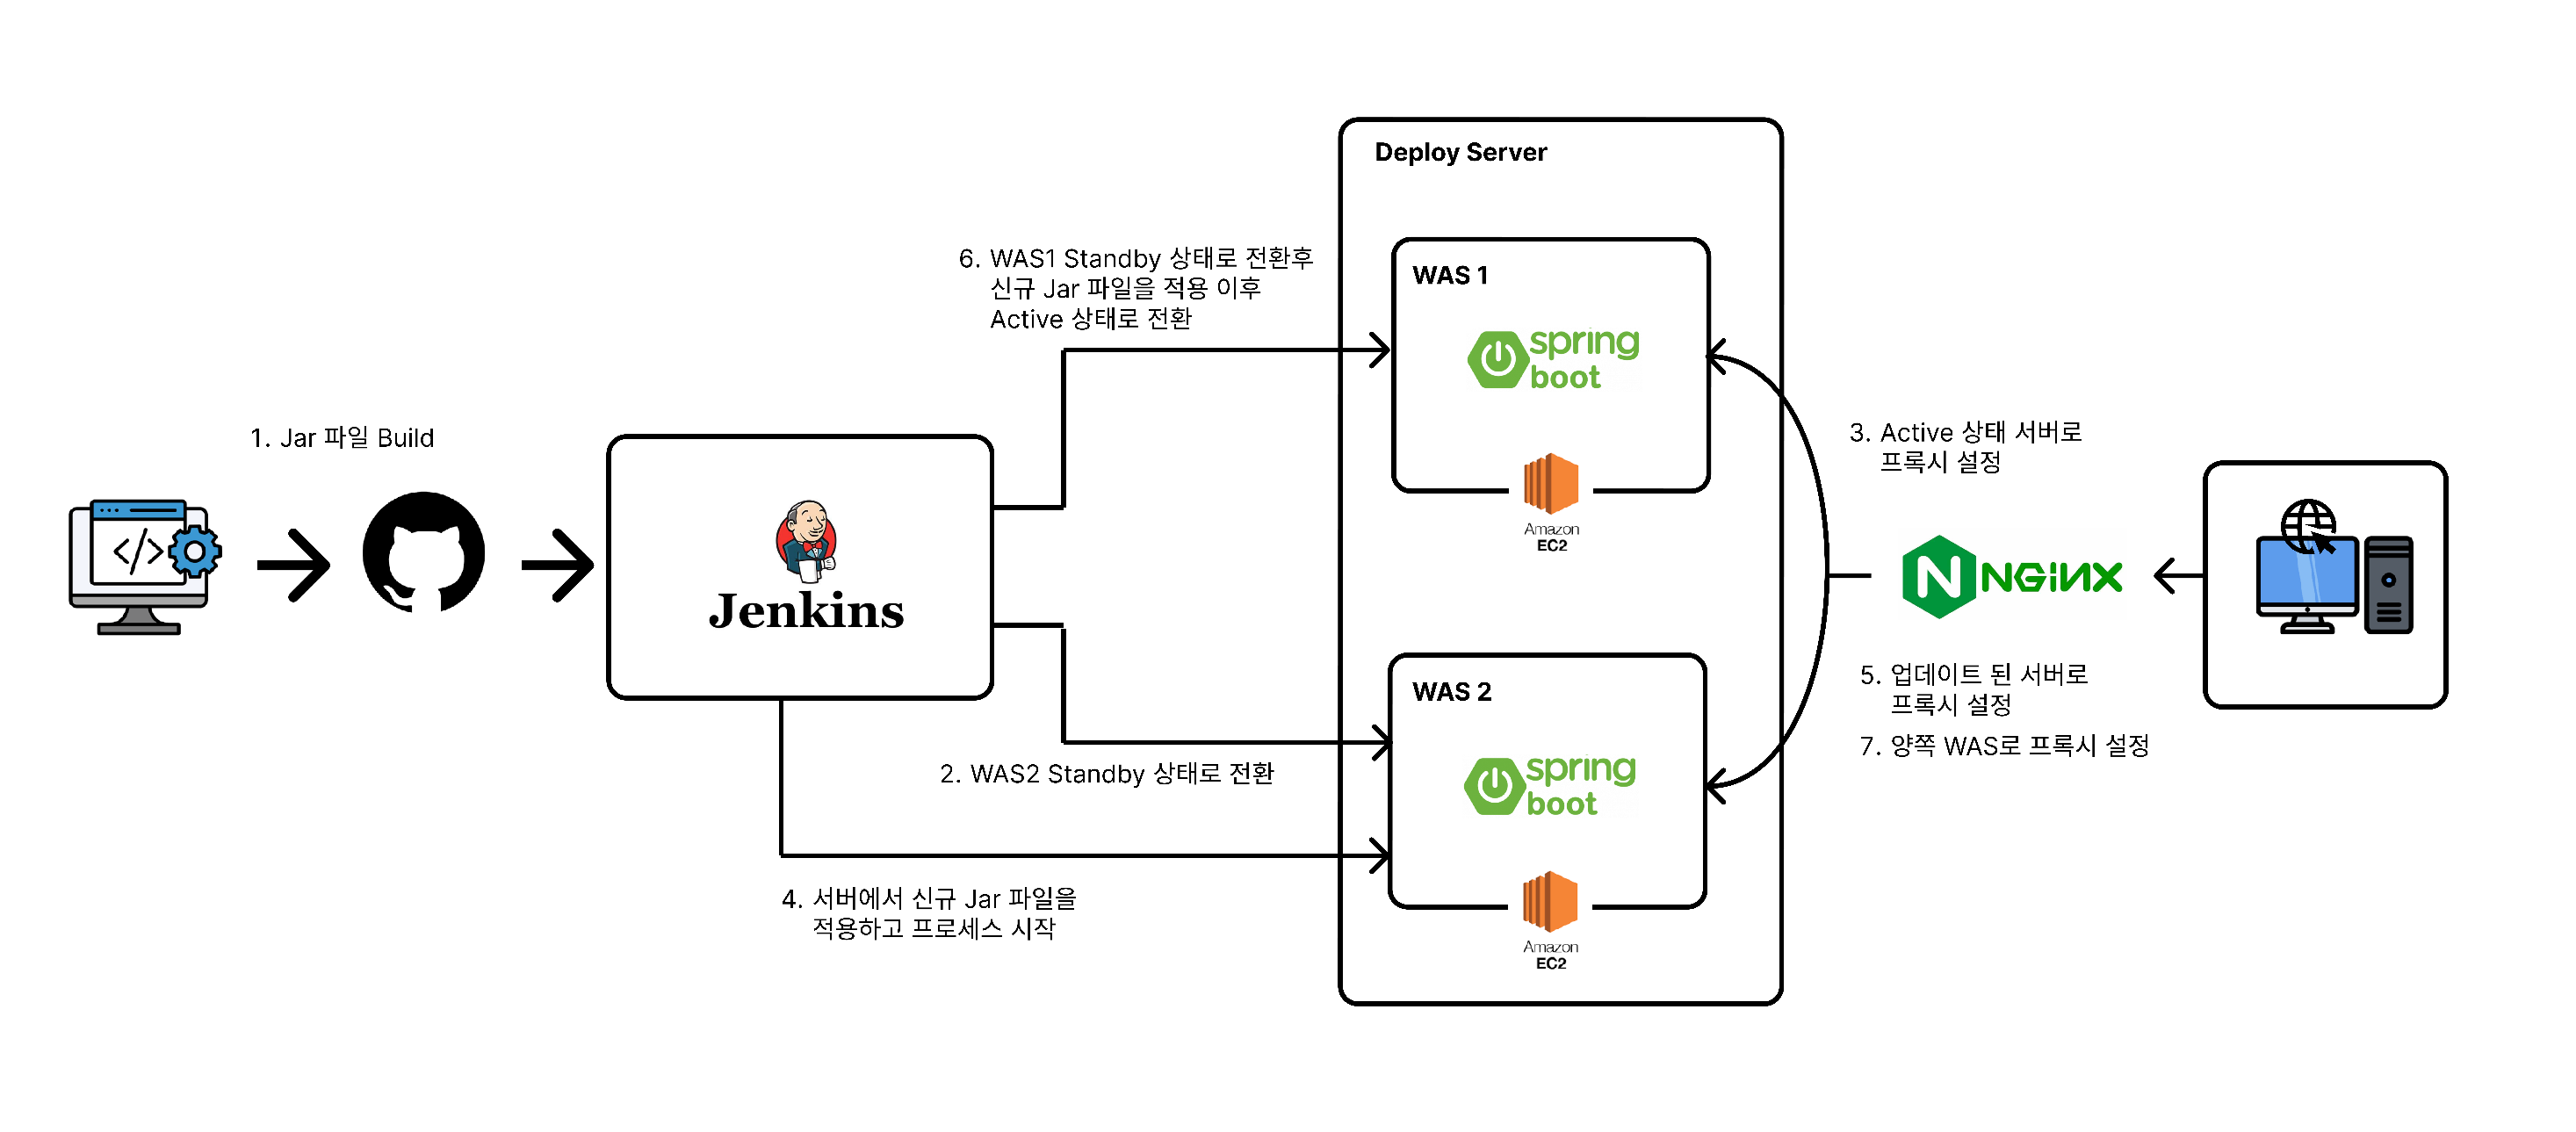 Deploy Server
6. WAS1 Standby 상태로 전환후
신규 Jar 파일을 적용 이후
Active 상태로 전환
WAS 1
spring
boot
Amazon
EC2
1. Jar 파일 Build
Jenkins
3. Active 상태 서버로
프록시 설정
NGINX
5. 업데이트 된 서버로
프록시 설정
7. 양쪽 WAS로 프록시 설정
WAS 2
spring
boot
Amazon
EC2
2. WAS2 Standby 상태로 전환
4. 서버에서 신규 Jar 파일을
적용하고 프로세스 시작